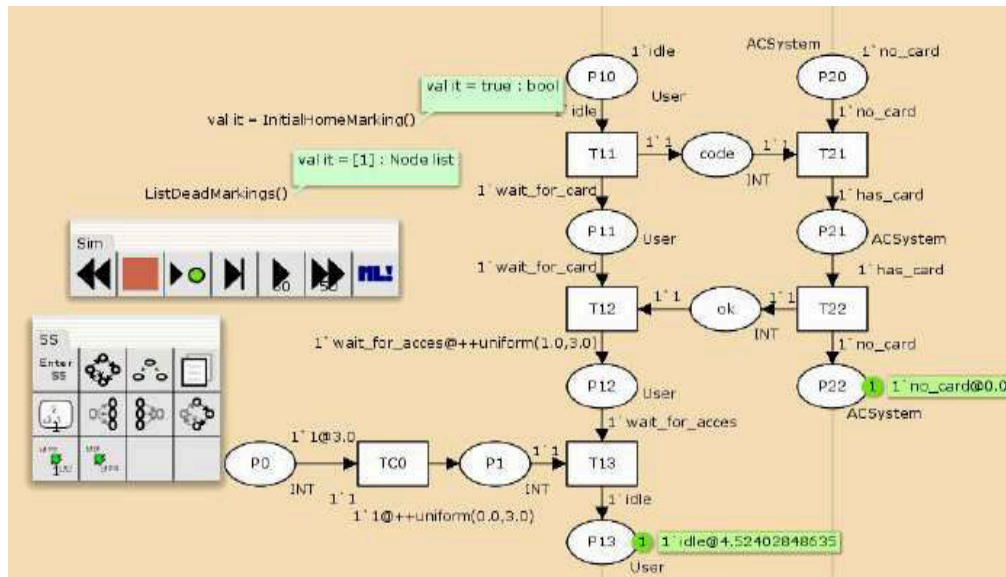 ACSystem
1`idle
1`no_card
P10
P20
val it = true : bool
User
val it = InitialHomeMarking()
1`idle
1`no_card
T11
1`1
code
1`1
T21
INT
val it = [1] : Node list
ListDeadMarkings()
1`wait_for_card
1`has_card
P11
User
P21
ACSystem
Sim
ML!
1`wait_for_card
1`has_card
T12
1`1
ok
1`1
T22
INT
SS
Enter
SS
1`wait_for_acces@++uniform(1.0,3.0)
1`no_card
P12
User
P22
1
1`no_card@0.0
ACSystem
1
1`wait_for_acces
1`1@3.0
1`1
P0
TC0
P1
T13
INT
1`1
INT
1`1@++uniform(0.0,3.0)
1`idle
P13
1
1`idle@4.52402848635
User